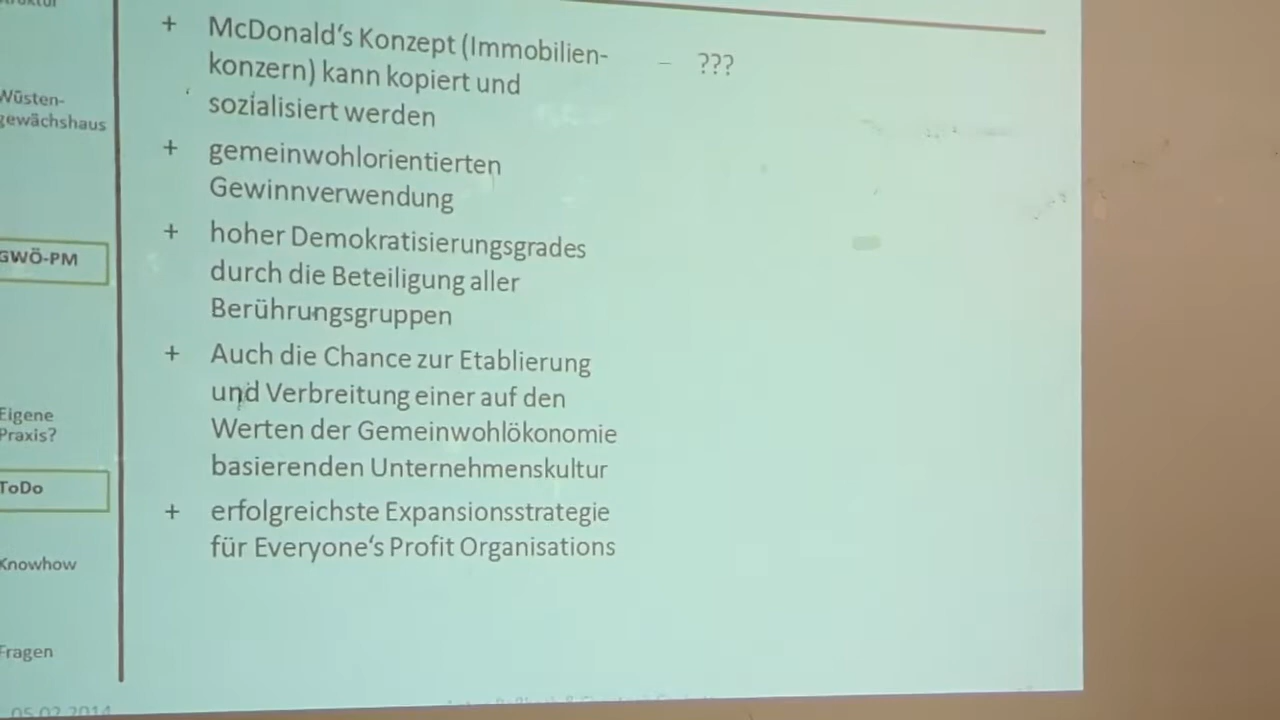 Wüsten-
gewächshaus
GWÖ-PM
Eigene
Praxis?
ToDo
Knowhow
Fragen
05.02.2014
+ McDonald's Konzept (Immobilien-
konzern) kann kopiert und
sozialisiert werden
+ gemeinwohlorientierten
Gewinnverwendung
+ hoher Demokratisierungsgrades
durch die Beteiligung aller
Berührungsgruppen
+ Auch die Chance zur Etablierung
und Verbreitung einer auf den
Werten der Gemeinwohlökonomie
basierenden Unternehmenskultur
+ erfolgreichste Expansionsstrategie
für Everyone's Profit Organisations
– ???